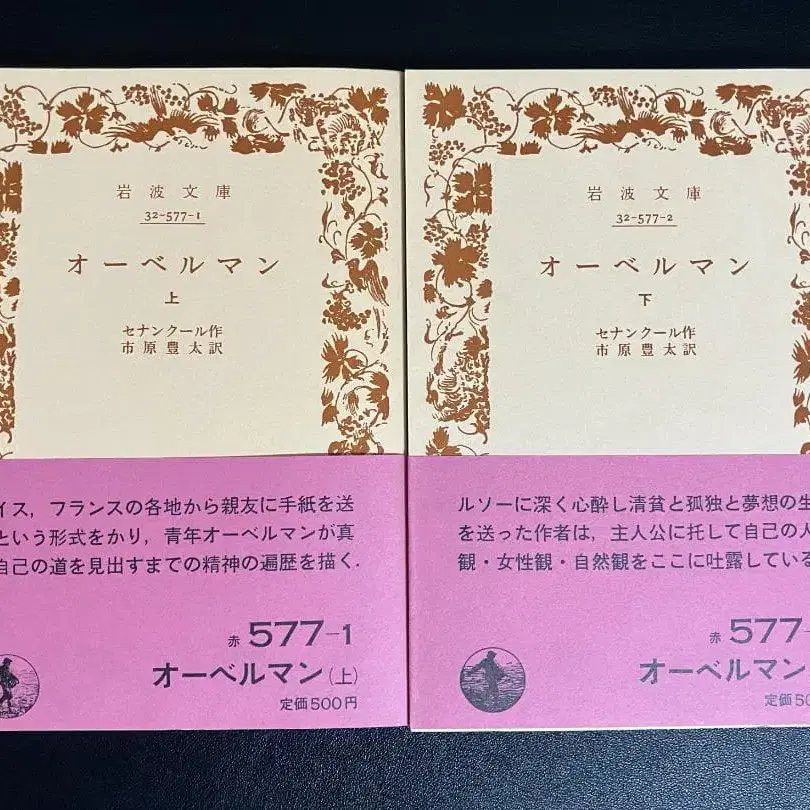 岩波文庫
32-577-1
オーベルマン
上
セナンクール作
市原豊太訳
イス，フランスの各地から親友に手紙を送
という形式をかり，青年オーベルマンが真
自己の道を見出すまでの精神の遍歴を描く．
赤 577-1
オーベルマン(上)
定価500円
岩波文庫
32-577-2
オーベルマン
下
セナンクール作
市原豊太訳
ルソーに深く心酔し清貧と孤独と夢想の生
を送った作者は，主人公に托して自己の人
観・女性観・自然観をここに吐露している
赤 577-
オーベルマン
定価50